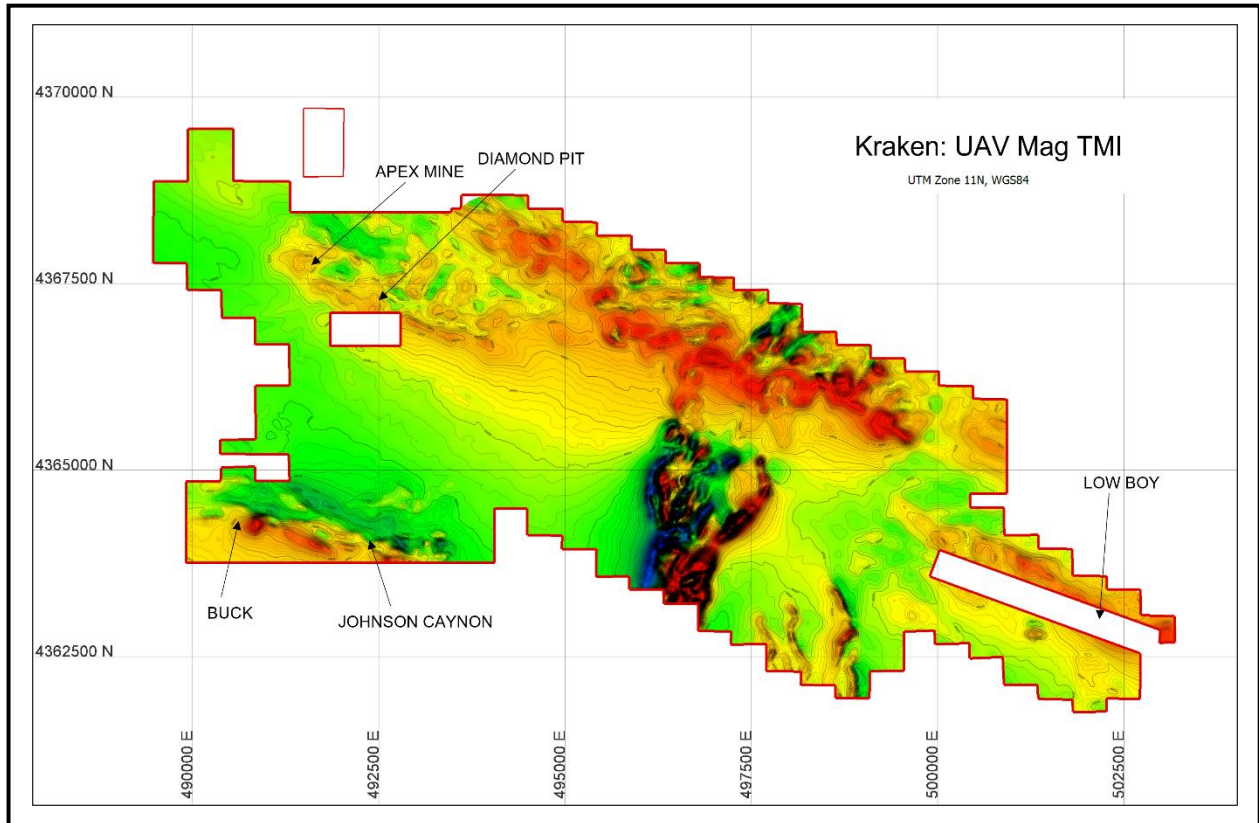 4370000 N
Kraken: UAV Mag TMI
DIAMOND PIT
APEX MINE
UTM Zone 11N, WGS84
4367500 N
4365000 N
LOW BOY
BUCK
JOHNSON CAYNON
4362500 N
490000 E
492500 E
495000 E
497500 E
500000 E
502500 E